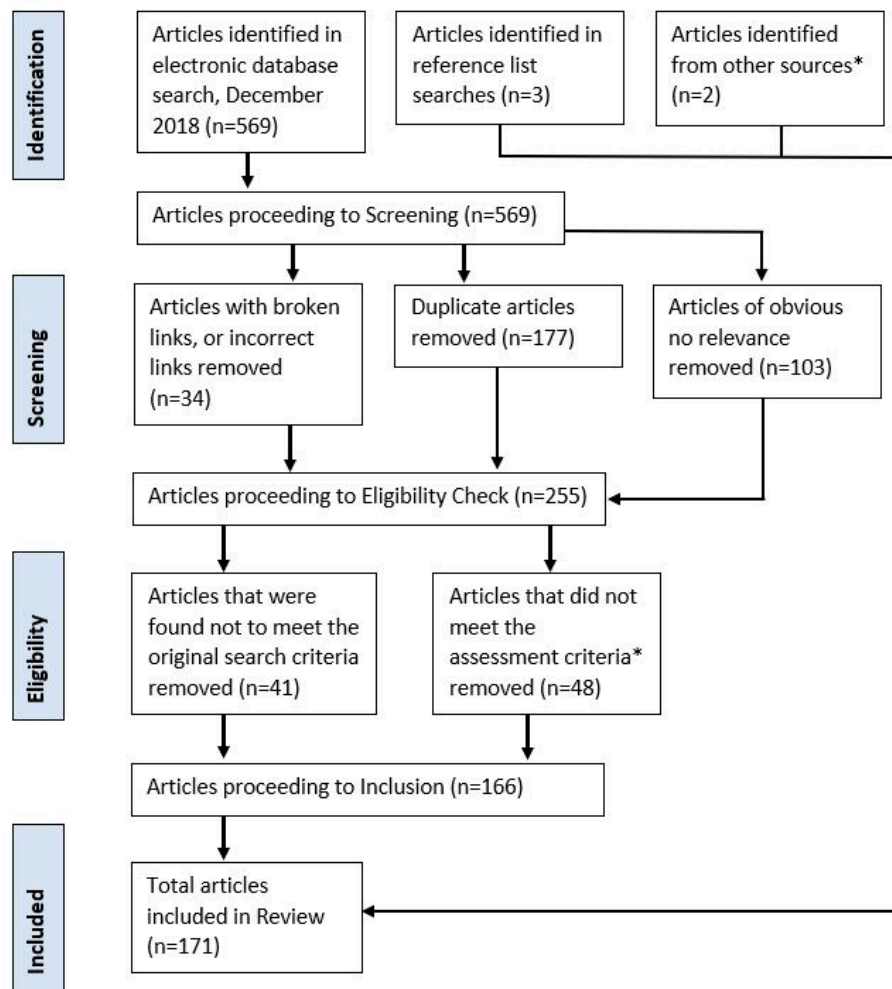 Identification
Articles identified in
electronic database
search, December
2018 (n=569)
Articles identified in
reference list
searches (n=3)
Articles identified
from other sources*
(n=2)
Articles proceeding to Screening (n=569)
Screening
Articles with broken
links, or incorrect
links removed
(n=34)
Duplicate articles
removed (n=177)
Articles of obvious
no relevance
removed (n=103)
Articles proceeding to Eligibility Check (n=255)
Eligibility
Articles that were
found not to meet the
original search criteria
removed (n=41)
Articles that did not
meet the
assessment criteria*
removed (n=48)
Articles proceeding to Inclusion (n=166)
Included
Total articles
included in Review
(n=171)